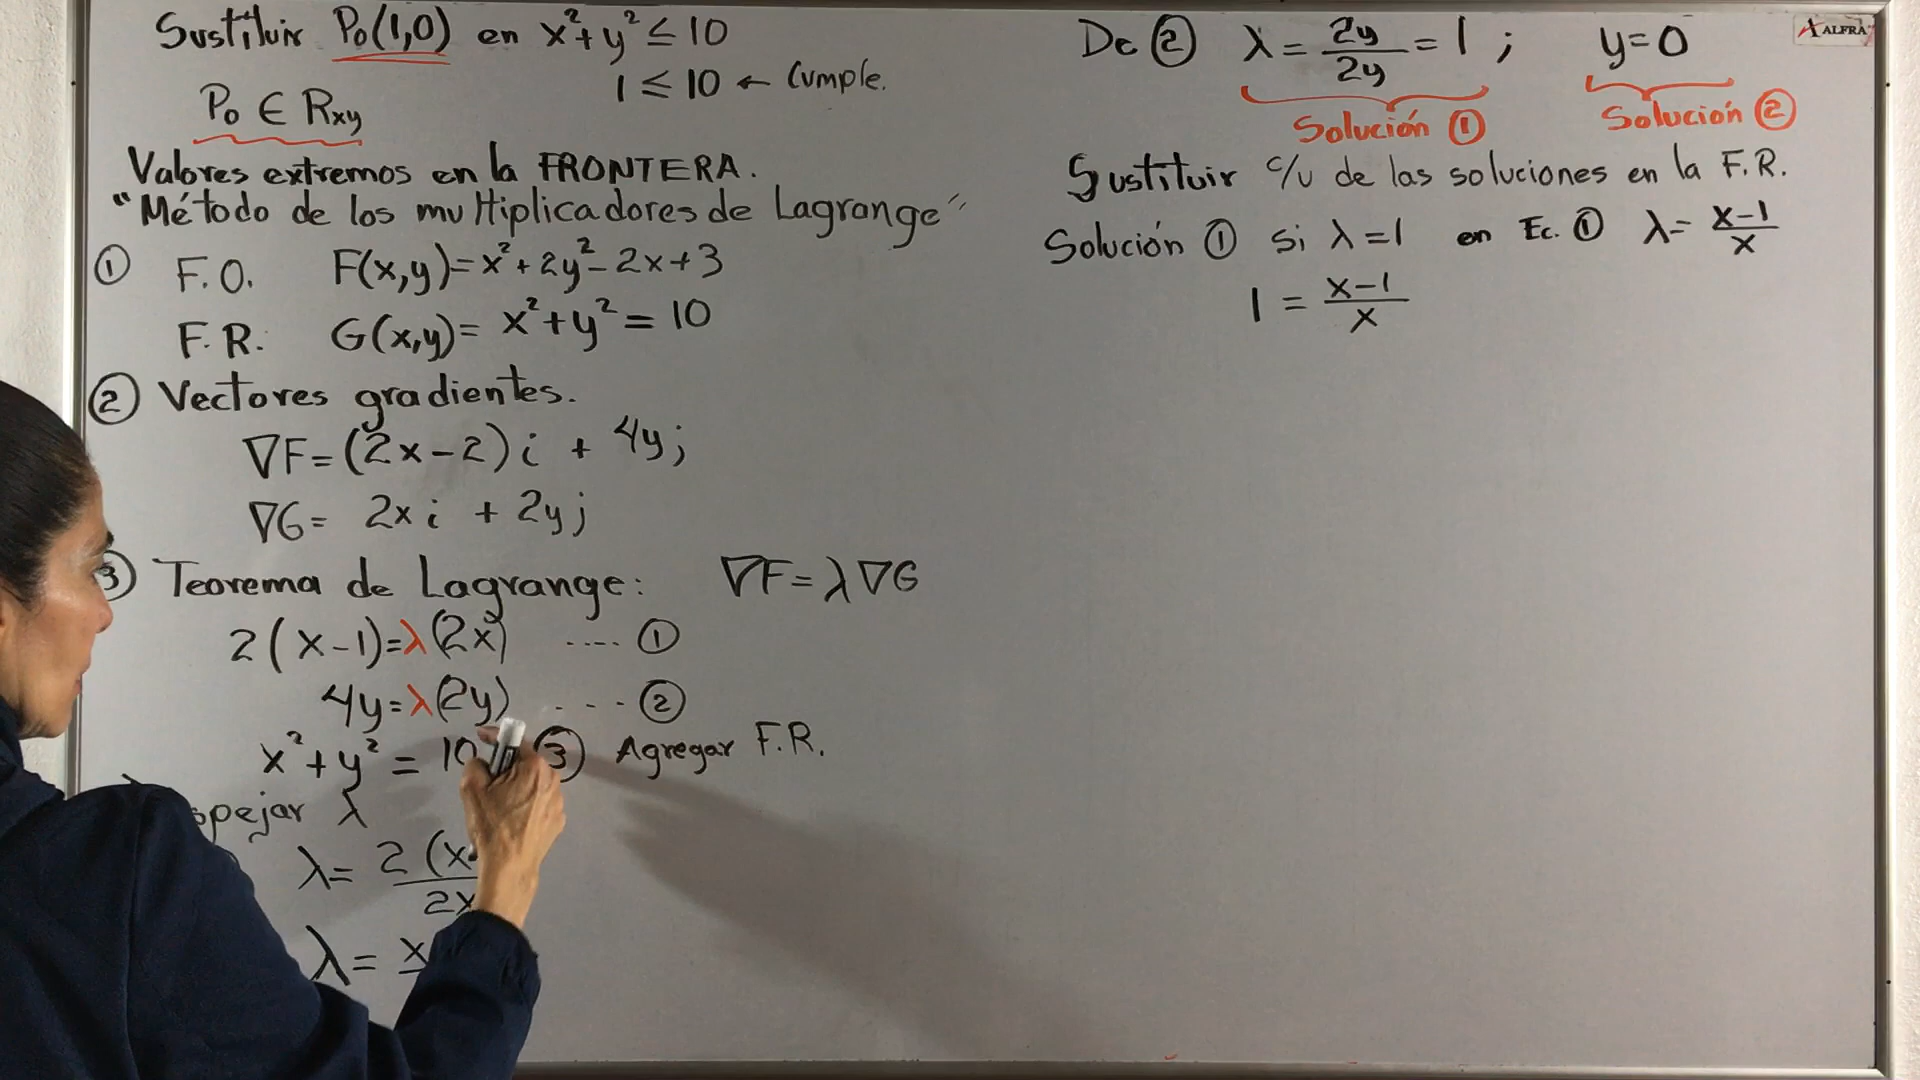 Sustituir P₀(1,0) en x²+y² ≤ 10
1 ≤ 10 ← Cumple.
P₀ ∈ Rxy
Valores extremos en la FRONTERA.
"Método de los multiplicadores de Lagrange"
① F.O. F(x,y)=x²+2y²-2x+3
F.R: G(x,y)= x²+y² = 10
② Vectores gradientes.
∇F=(2x-2)i + 4yj
∇G= 2xi + 2yj
3) Teorema de Lagrange: ∇F=λ∇G
2(x-1)=λ(2x) .... ①
4y=λ(2y) ... ②
x²+y² = 10 ③ Agregar F.R.
λ
λ= 2(x
2x
λ= x
De ② λ= 2y/2y = 1 ; y=0
Solución ① Solución ②
Sustituir c/u de las soluciones en la F.R.
Solución ① si λ=1 en Ec. ① λ= x-1/x
1 = x-1/x
ALFRA